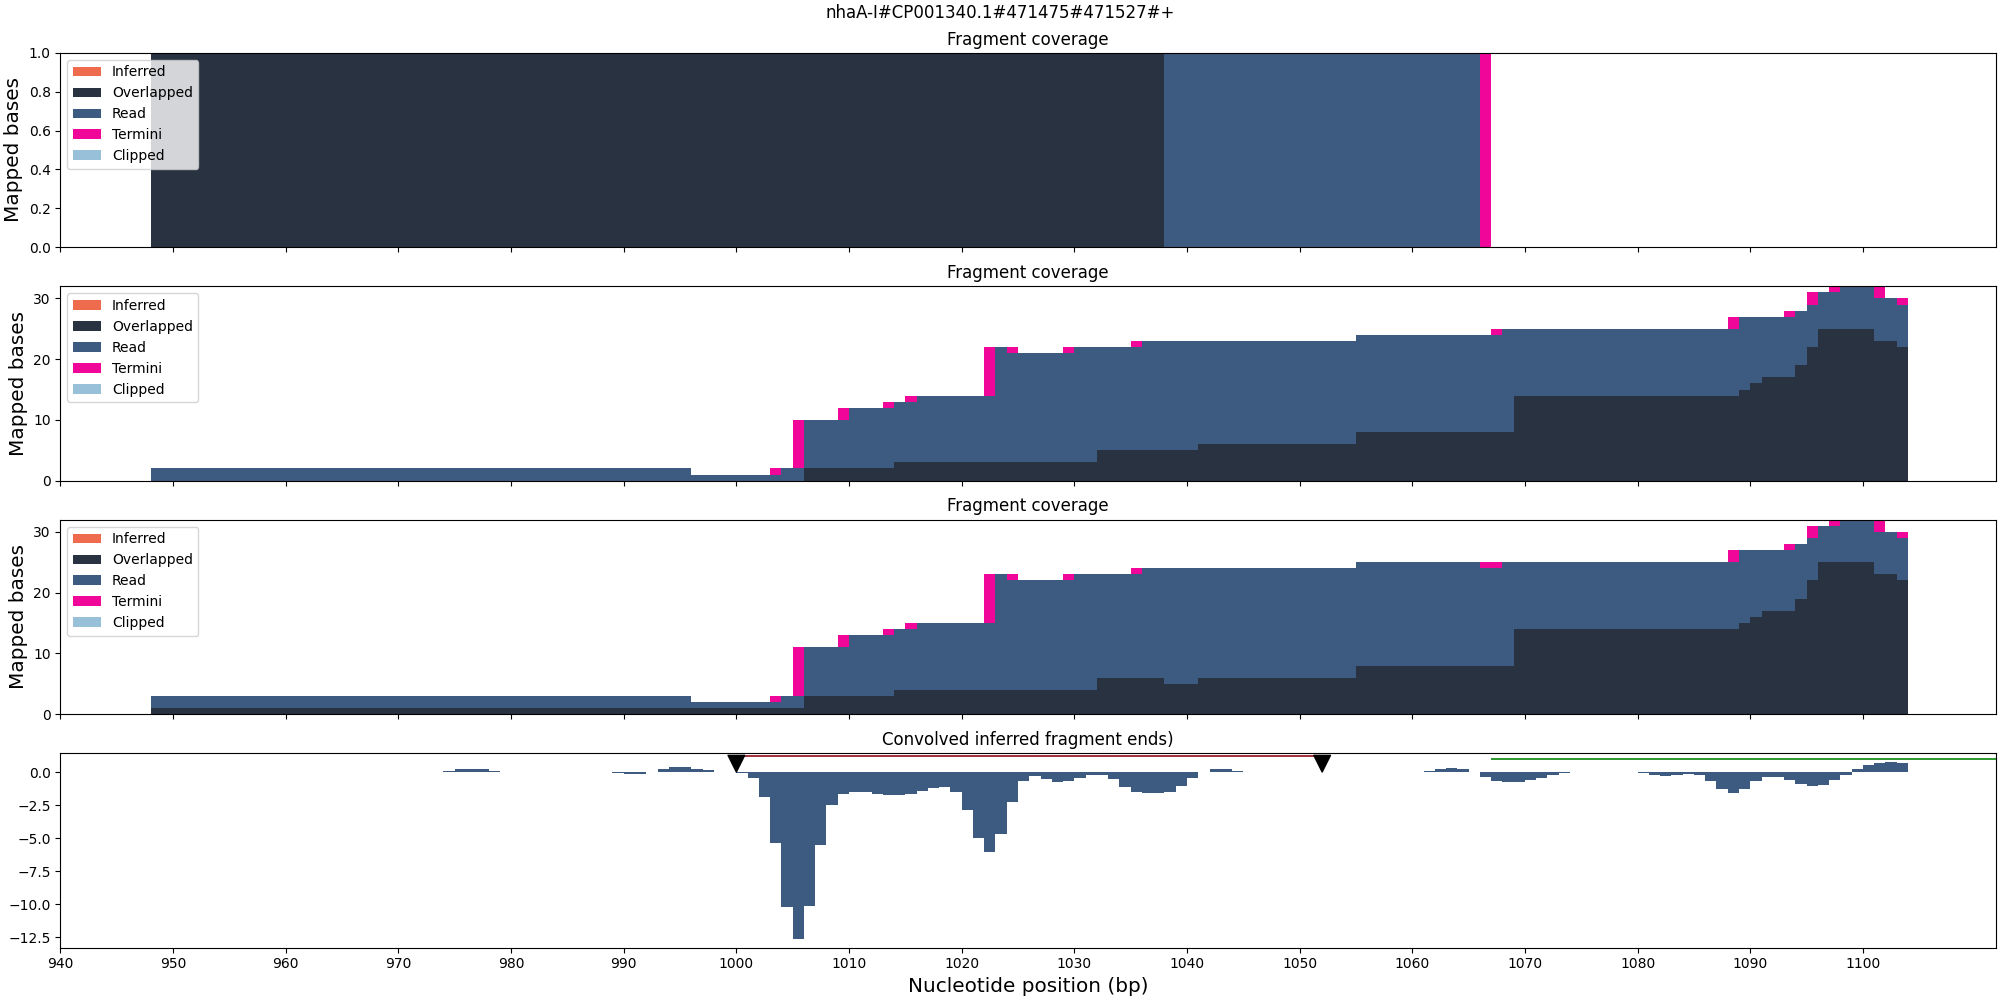 nhaA-I#CP001340.1#471475#471527#+
Fragment coverage
Mapped bases
1.0
0.8
0.6
0.4
0.2
0.0
Inferred
Overlapped
Read
Termini
Clipped
Fragment coverage
Mapped bases
30
20
10
0
Inferred
Overlapped
Read
Termini
Clipped
Fragment coverage
Mapped bases
30
20
10
0
Inferred
Overlapped
Read
Termini
Clipped
Convolved inferred fragment ends)
0.0
−2.5
−5.0
−7.5
−10.0
−12.5
940 950 960 970 980 990 1000 1010 1020 1030 1040 1050 1060 1070 1080 1090 1100
Nucleotide position (bp)